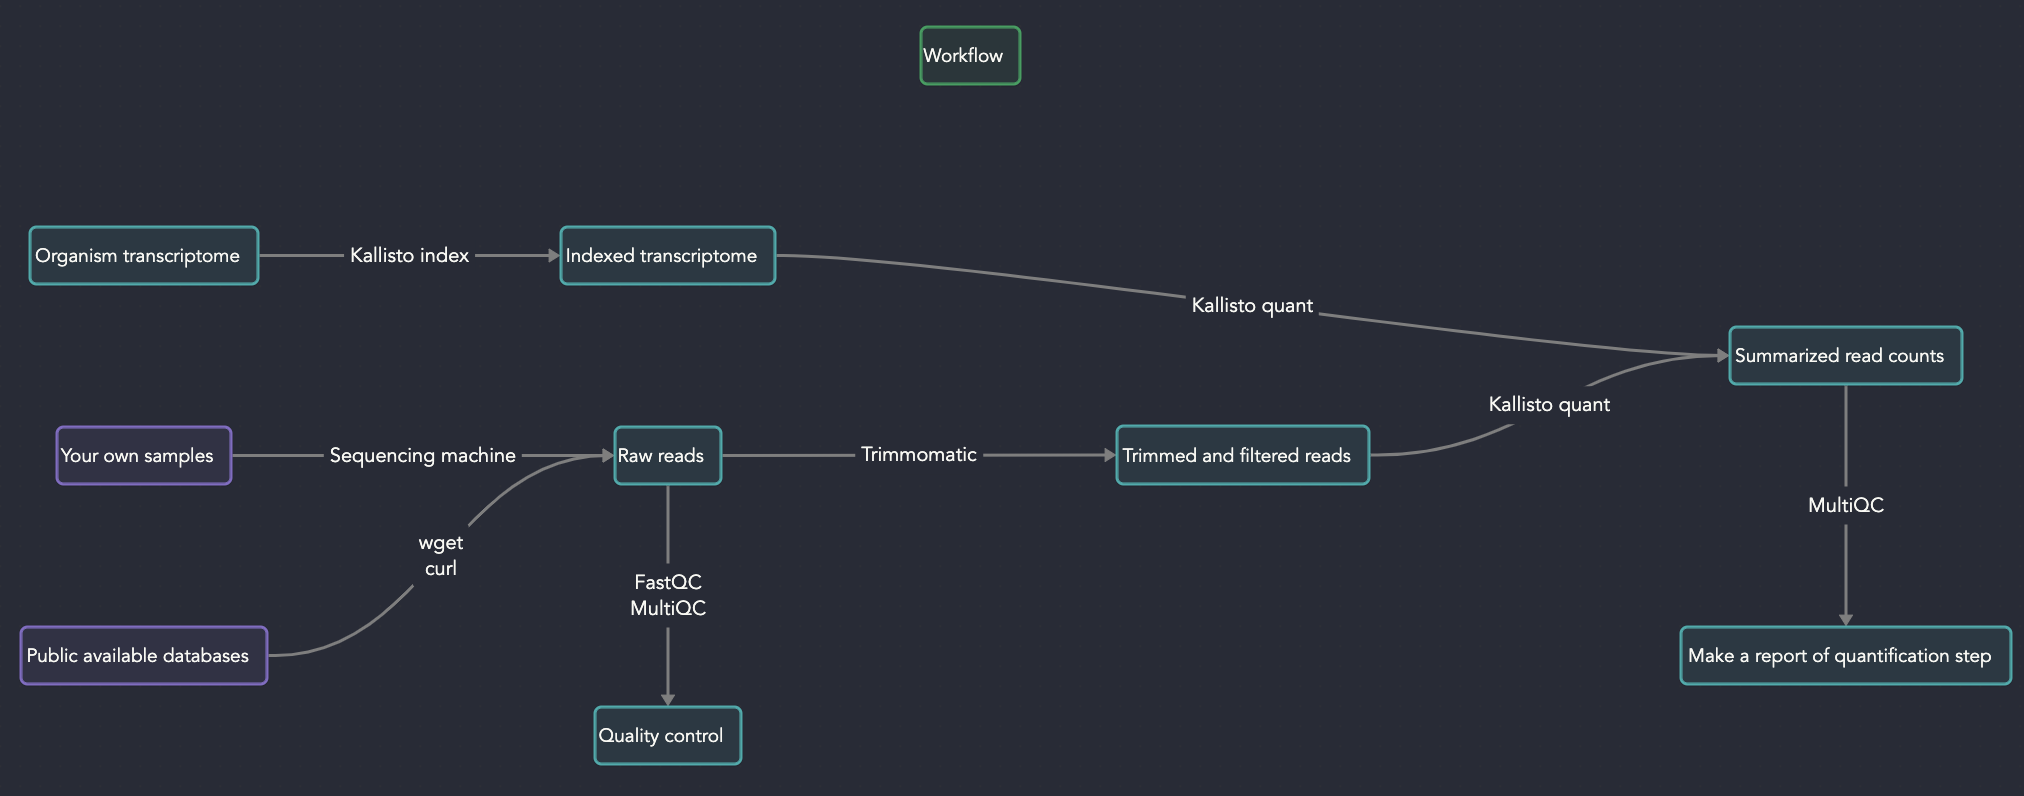 Workflow
Organism transcriptome
Kallisto index
Indexed transcriptome
Kallisto quant
Summarized read counts
Kallisto quant
Your own samples
Sequencing machine
Raw reads
Trimmomatic
Trimmed and filtered reads
MultiQC
wget
curl
FastQC
MultiQC
Public available databases
Make a report of quantification step
Quality control